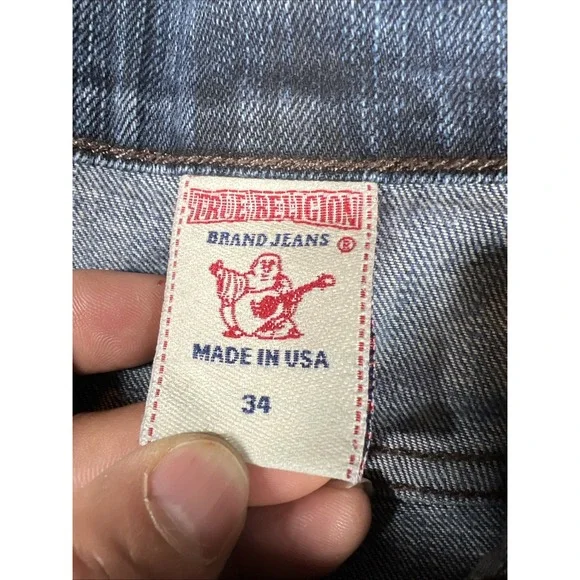 TRUE RELIGION
BRAND JEANS ®
MADE IN USA
34